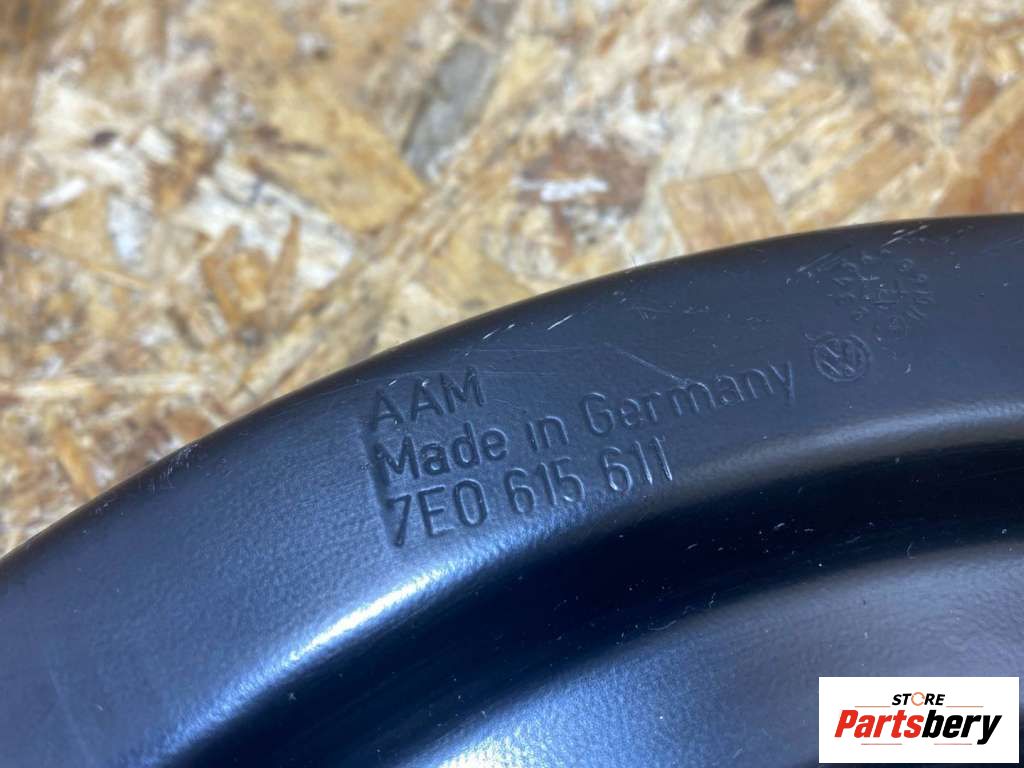 AAM
Made in Germany
7E0 615 611
STORE
Partsbery